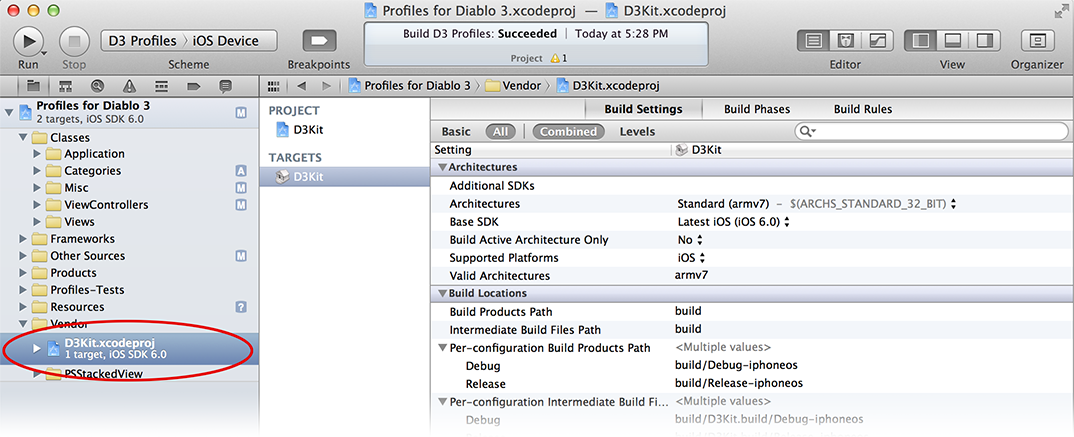 Profiles for Diablo 3.xcodeproj — D3Kit.xcodeproj
D3 Profiles 〉 iOS Device
Build D3 Profiles: Succeeded | Today at 5:28 PM
Project 1
Run Stop Scheme Breakpoints Editor View Organizer
Profiles for Diablo 3 〉 Vendor 〉 D3Kit.xcodeproj
Profiles for Diablo 3 M
2 targets, iOS SDK 6.0
Classes
Application
Categories A
Misc M
ViewControllers M
Views
Frameworks
Other Sources M
Products
Profiles-Tests
Resources ?
Vendor
D3Kit.xcodeproj
1 target, iOS SDK 6.0
PSStackedView
PROJECT
D3Kit
TARGETS
D3Kit
Build Settings Build Phases Build Rules
Basic All Combined Levels
Setting D3Kit
Architectures
Additional SDKs
Architectures Standard (armv7) – $(ARCHS_STANDARD_32_BIT)
Base SDK Latest iOS (iOS 6.0)
Build Active Architecture Only No
Supported Platforms iOS
Valid Architectures armv7
Build Locations
Build Products Path build
Intermediate Build Files Path build
Per-configuration Build Products Path <Multiple values>
Debug build/Debug-iphoneos
Release build/Release-iphoneos
Per-configuration Intermediate Build Fi... <Multiple values>
Debug build/D3Kit.build/Debug-iphoneos